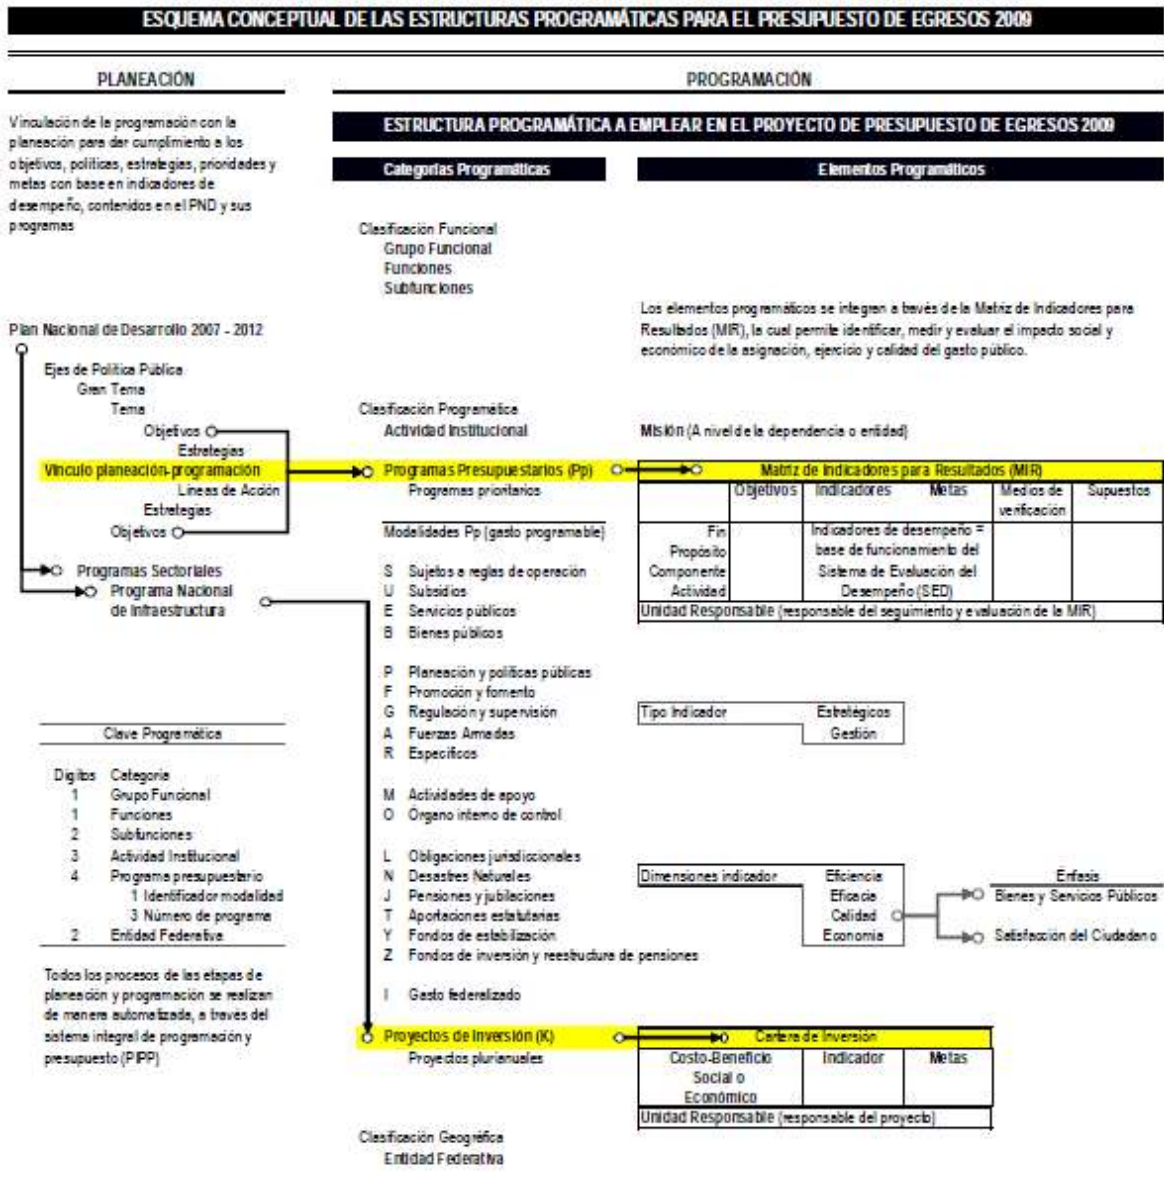 ESQUEMA CONCEPTUAL DE LAS ESTRUCTURAS PROGRAMÁTICAS PARA EL PRESUPUESTO DE EGRESOS 2009
PLANEACIÓN
Vinculación de la programación con la
planeación para dar cumplimiento a los
objetivos, políticas, estrategias, prioridades y
metas con base en indicadores de
desempeño, contenidos en el PND y sus
programas
Plan Nacional de Desarrollo 2007 - 2012
Ejes de Política Pública
Gran Tema
Tema
Objetivos
Estrategias
Vínculo planeación-programación
Líneas de Acción
Estrategias
Objetivos
Programas Sectoriales
Programa Nacional
de Infraestructura
Clave Programática
Dígitos Categoría
1 Grupo Funcional
1 Funciones
2 Subfunciones
3 Actividad Institucional
4 Programa presupuestario
1 Identificador modalidad
3 Número de programa
2 Entidad Federativa
Todos los procesos de las etapas de
planeación y programación se realizan
de manera automatizada, a través del
sistema integral de programación y
presupuesto (PIPP)
PROGRAMACIÓN
ESTRUCTURA PROGRAMÁTICA A EMPLEAR EN EL PROYECTO DE PRESUPUESTO DE EGRESOS 2009
Categorías Programáticas
Clasificación Funcional
Grupo Funcional
Funciones
Subfunciones
Clasificación Programática
Actividad Institucional
Programas Presupuestarios (Pp)
Programas prioritarios
Modalidades Pp (gasto programable)
S Sujetos a reglas de operación
U Subsidios
E Servicios públicos
B Bienes públicos
P Planeación y políticas públicas
F Promoción y fomento
G Regulación y supervisión
A Fuerzas Armadas
R Específicos
M Actividades de apoyo
O Órgano interno de control
L Obligaciones jurisdiccionales
N Desastres Naturales
J Pensiones y jubilaciones
T Aportaciones estatutarias
Y Fondos de estabilización
Z Fondos de inversión y reestructura de pensiones
I Gasto federalizado
Proyectos de Inversión (K)
Proyectos plurianuales
Clasificación Geográfica
Entidad Federativa
Elementos Programáticos
Los elementos programáticos se integran a través de la Matriz de Indicadores para
Resultados (MIR), la cual permite identificar, medir y evaluar el impacto social y
económico de la asignación, ejercicio y calidad del gasto público.
Misión (A nivel de la dependencia o entidad)
Matriz de Indicadores para Resultados (MIR)
Objetivos Indicadores Metas Medios de Supuestos
verificación
Fin Indicadores de desempeño =
Propósito base de funcionamiento del
Componente Sistema de Evaluación del
Actividad Desempeño (SED)
Unidad Responsable (responsable del seguimiento y evaluación de la MIR)
Tipo Indicador Estratégicos
Gestión
Dimensiones indicador Eficiencia
Eficacia
Calidad
Economía
Énfasis
Bienes y Servicios Públicos
Satisfacción del Ciudadano
Cartera de Inversión
Costo-Beneficio Indicador Metas
Social o
Económico
Unidad Responsable (responsable del proyecto)